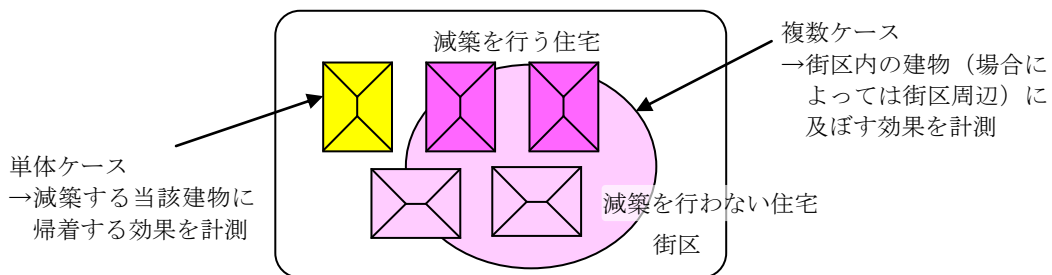 減築を行う住宅
複数ケース
→街区内の建物（場合に
よっては街区周辺）に
及ぼす効果を計測
単体ケース
→減築する当該建物に
帰着する効果を計測
減築を行わない住宅
街区